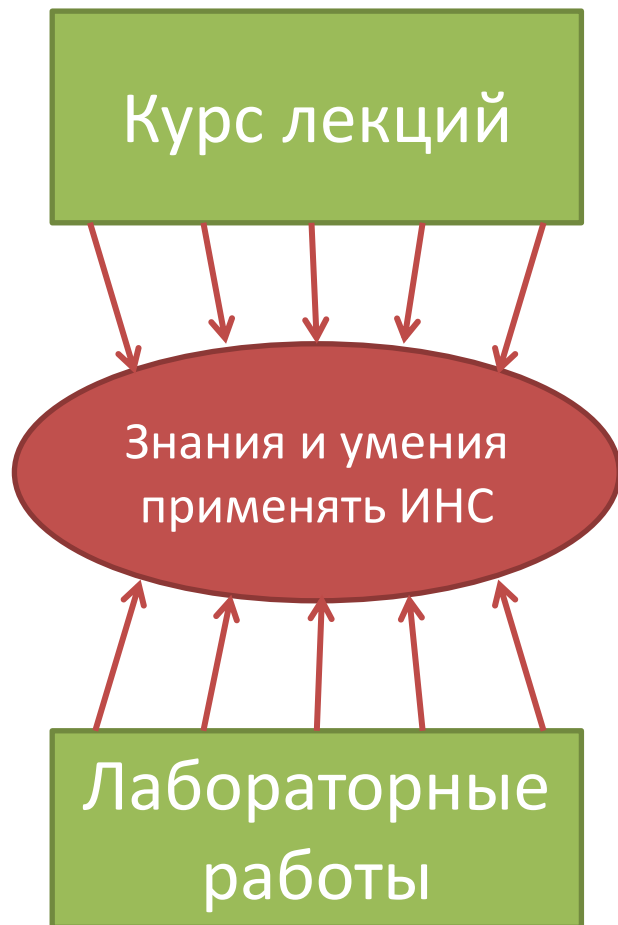 Курс лекций
Знания и умения
применять ИНС
Лабораторные
работы